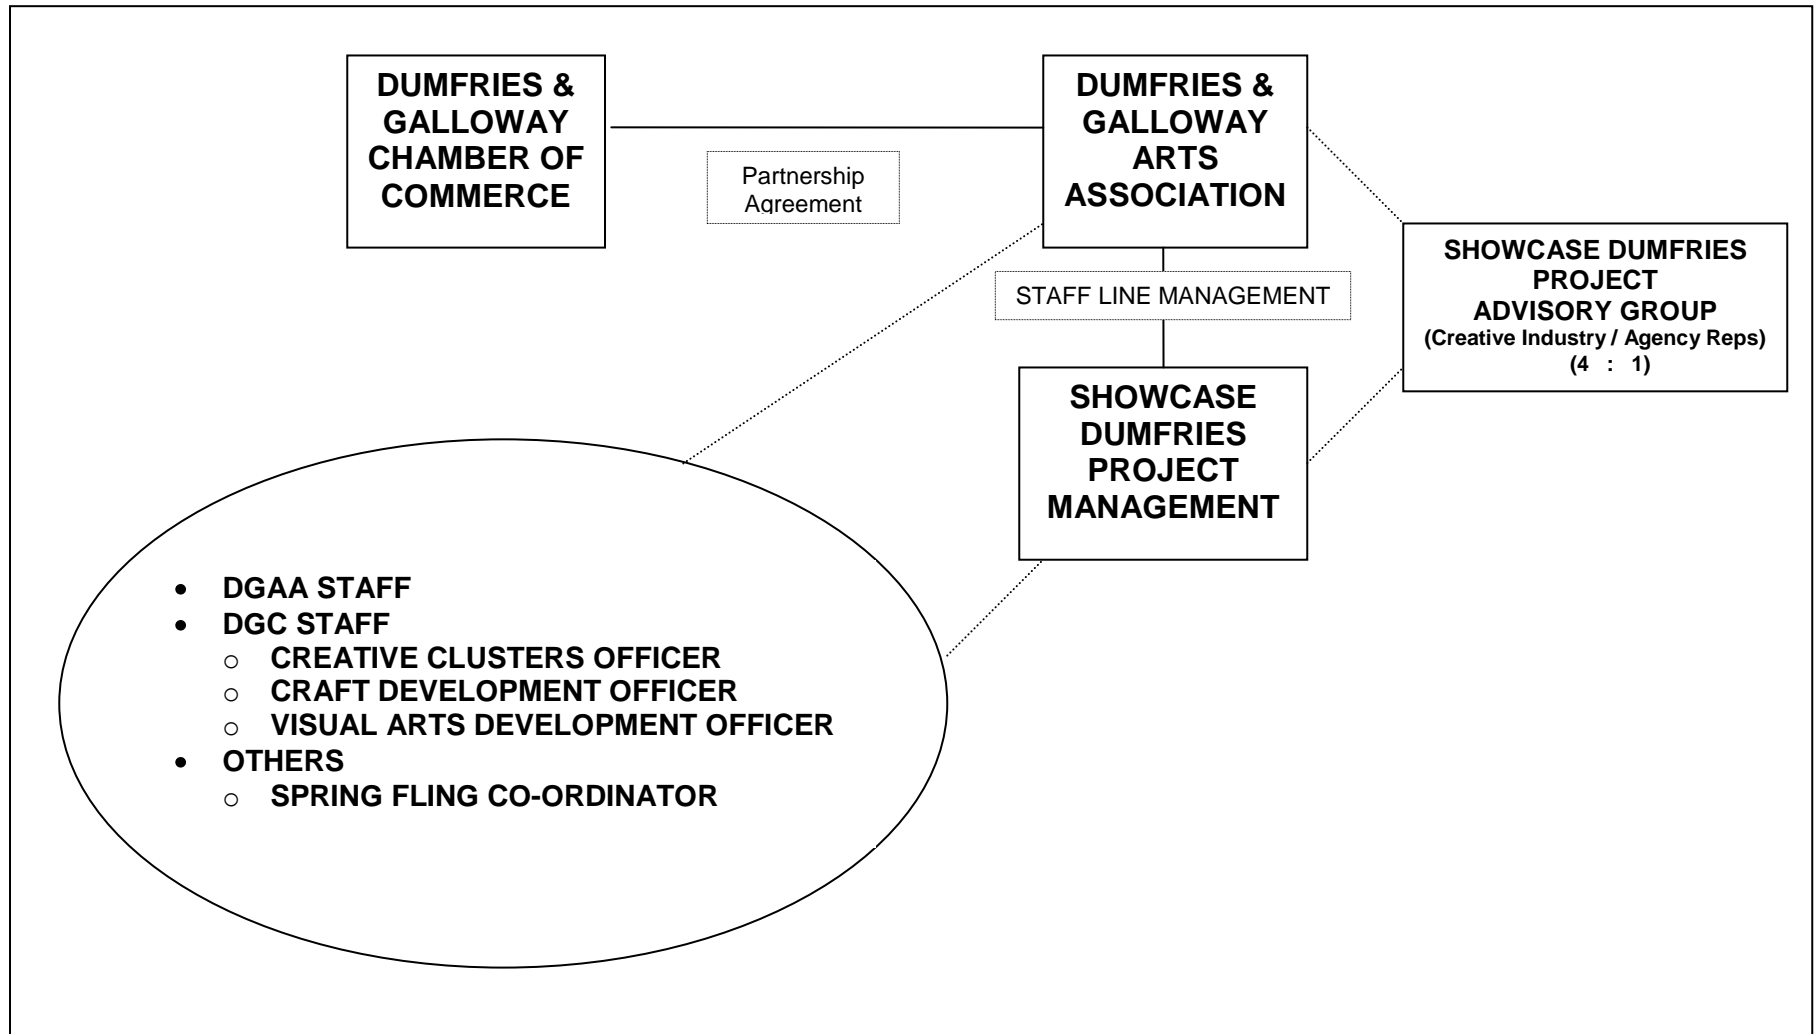 DUMFRIES &
GALLOWAY
CHAMBER OF
COMMERCE
Partnership
Agreement
DUMFRIES &
GALLOWAY
ARTS
ASSOCIATION
STAFF LINE MANAGEMENT
SHOWCASE DUMFRIES
PROJECT
ADVISORY GROUP
(Creative Industry / Agency Reps)
(4 : 1)
SHOWCASE
DUMFRIES
PROJECT
MANAGEMENT
• DGAA STAFF
• DGC STAFF
o CREATIVE CLUSTERS OFFICER
o CRAFT DEVELOPMENT OFFICER
o VISUAL ARTS DEVELOPMENT OFFICER
• OTHERS
o SPRING FLING CO-ORDINATOR